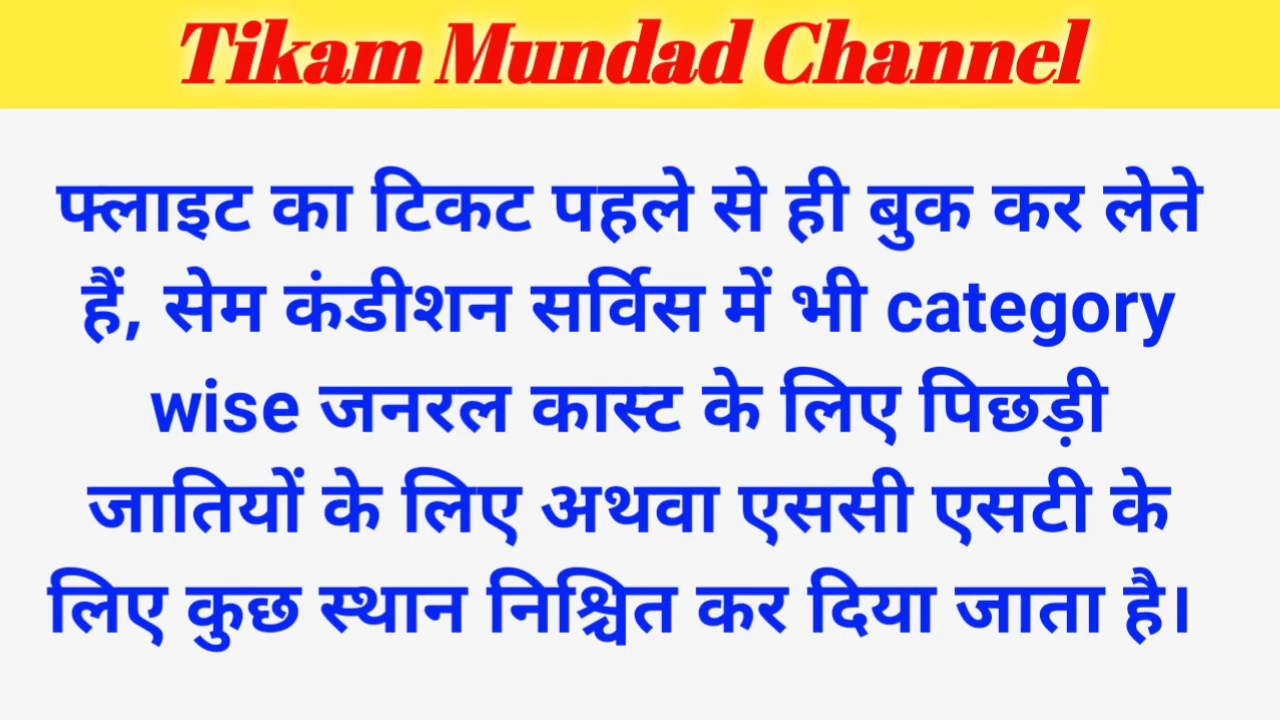 Tikam Mundad Channel
फ्लाइट का टिकट पहले से ही बुक कर लेते
हैं, सेम कंडीशन सर्विस में भी category
wise जनरल कास्ट के लिए पिछड़ी
जातियों के लिए अथवा एससी एसटी के
लिए कुछ स्थान निश्चित कर दिया जाता है।